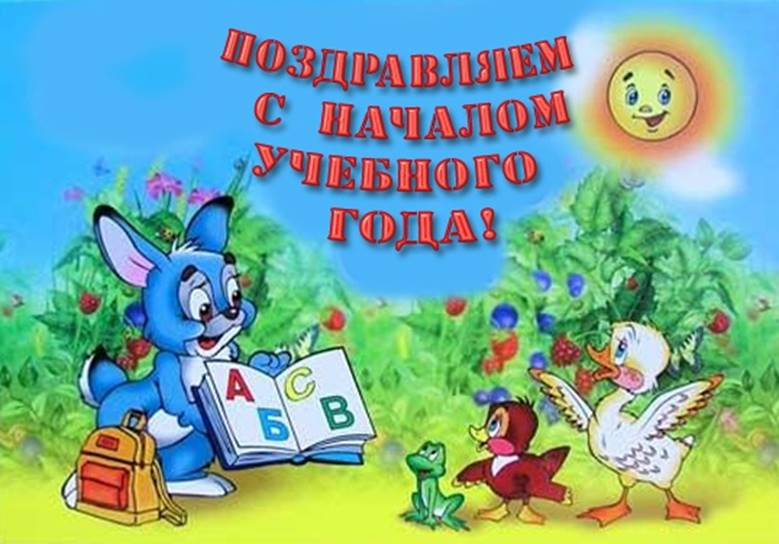 ПОЗДРАВЛЯЕМ
С НАЧАЛОМ
УЧЕБНОГО
ГОДА!
А С
Б В